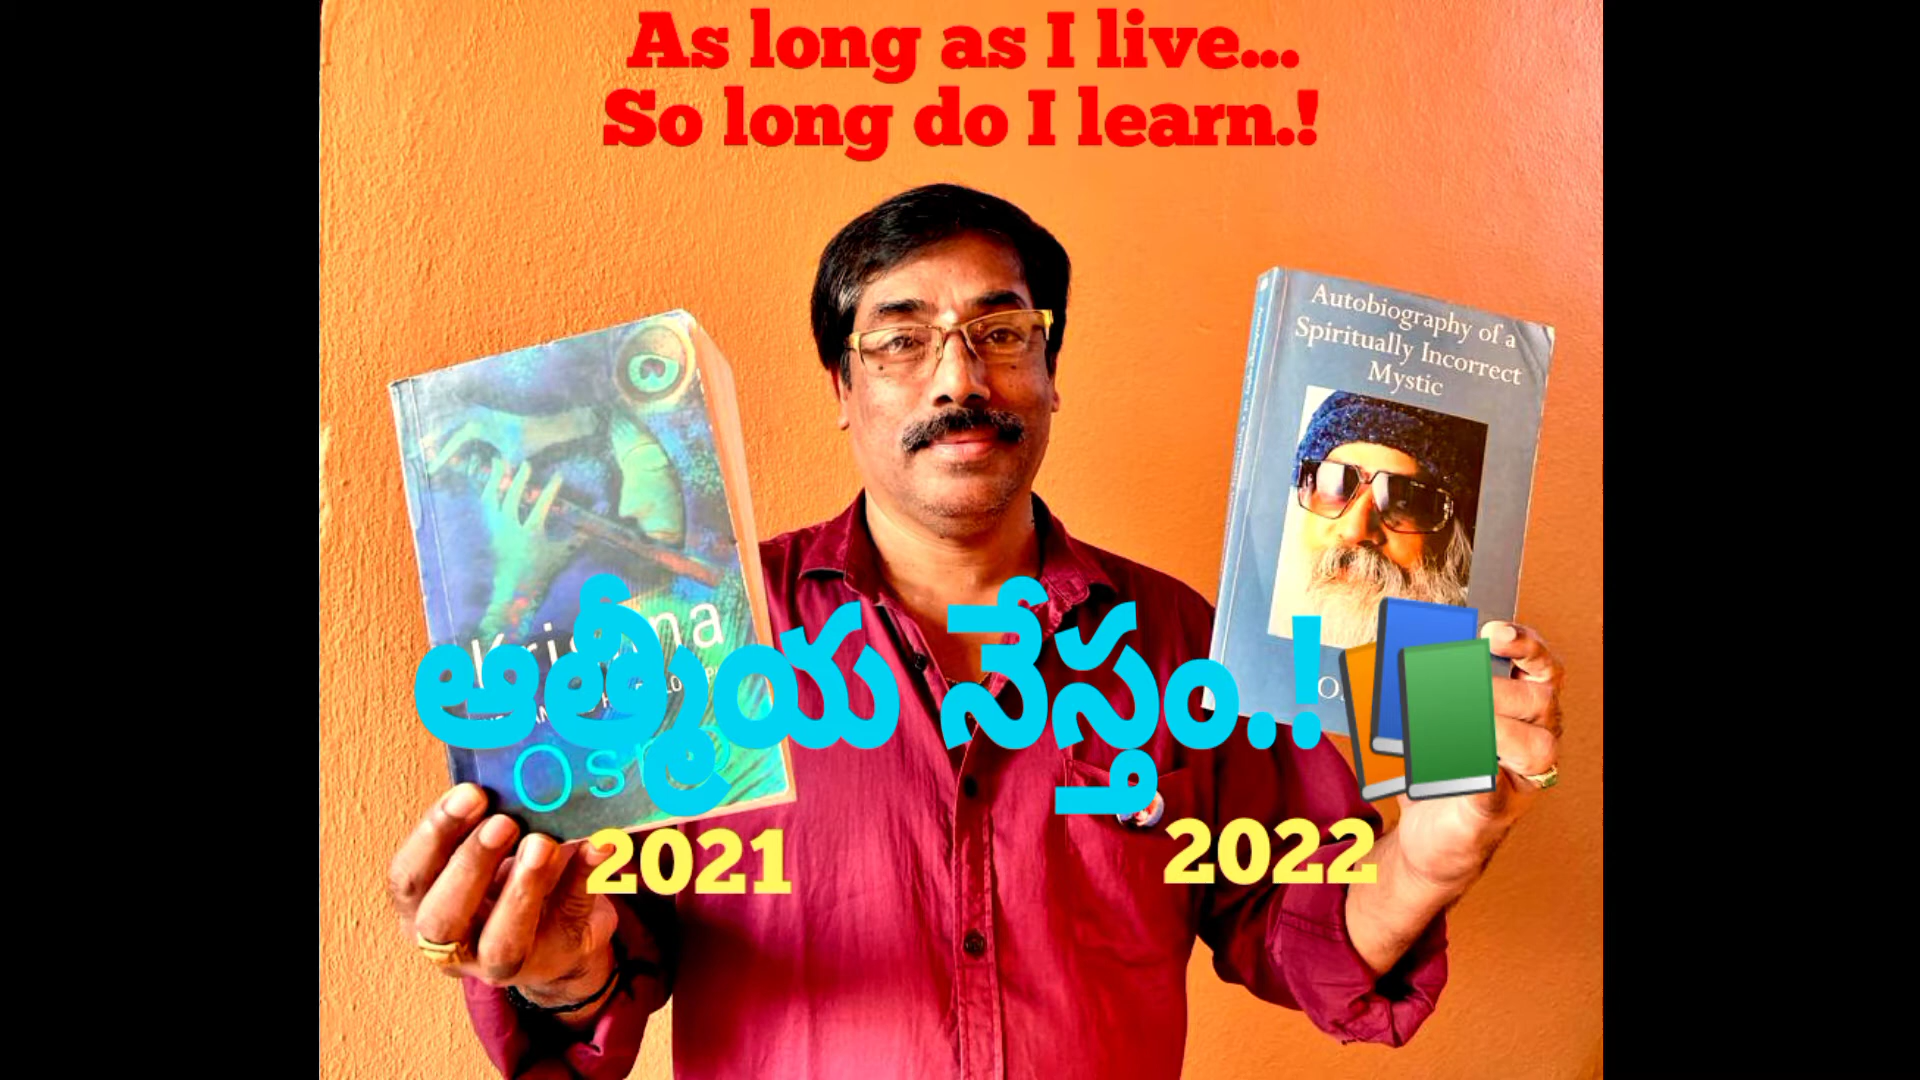 As long as I live...
So long do I learn.!
Autobiography of a
Spiritually Incorrect
Mystic
ఆత్మీయ నేస్తం..!
2021
2022